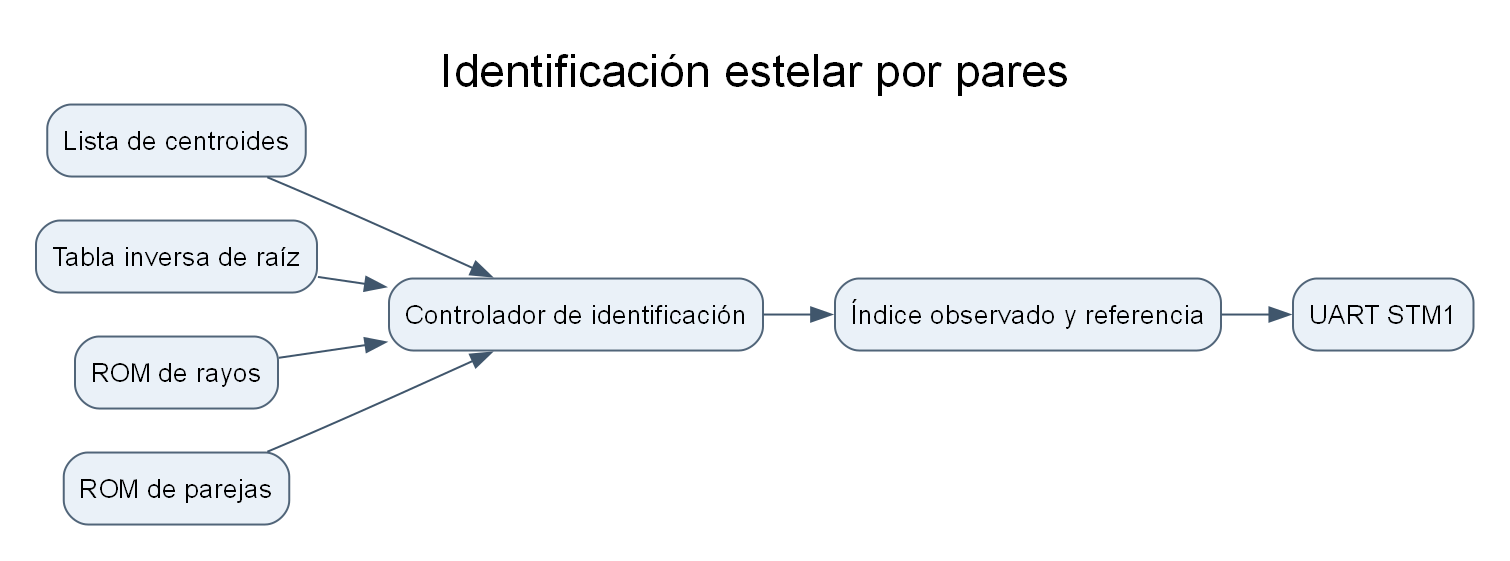 Identificación estelar por pares
Lista de centroides
Tabla inversa de raíz
Controlador de identificación
Índice observado y referencia
UART STM1
ROM de rayos
ROM de parejas